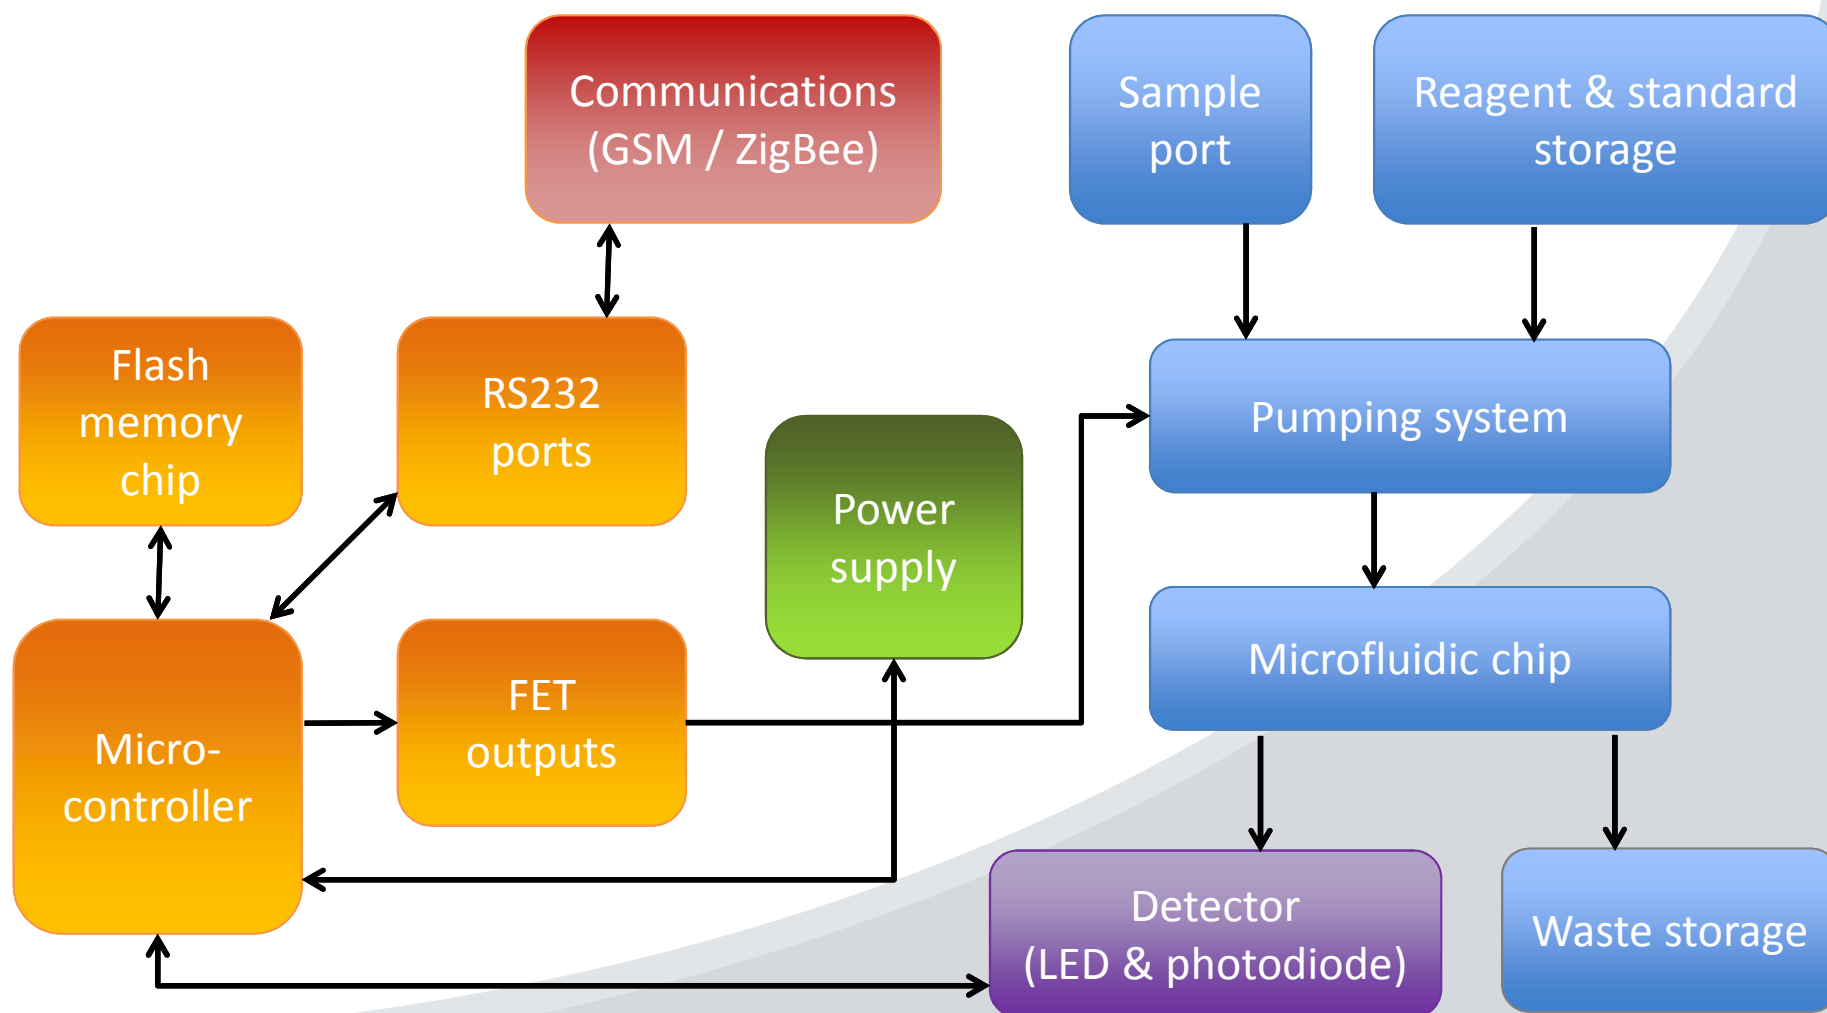 Communications
(GSM / ZigBee)
Sample
port
Reagent & standard
storage
Flash
memory
chip
RS232
ports
Power
supply
Pumping system
Micro-
controller
FET
outputs
Microfluidic chip
Detector
(LED & photodiode)
Waste storage